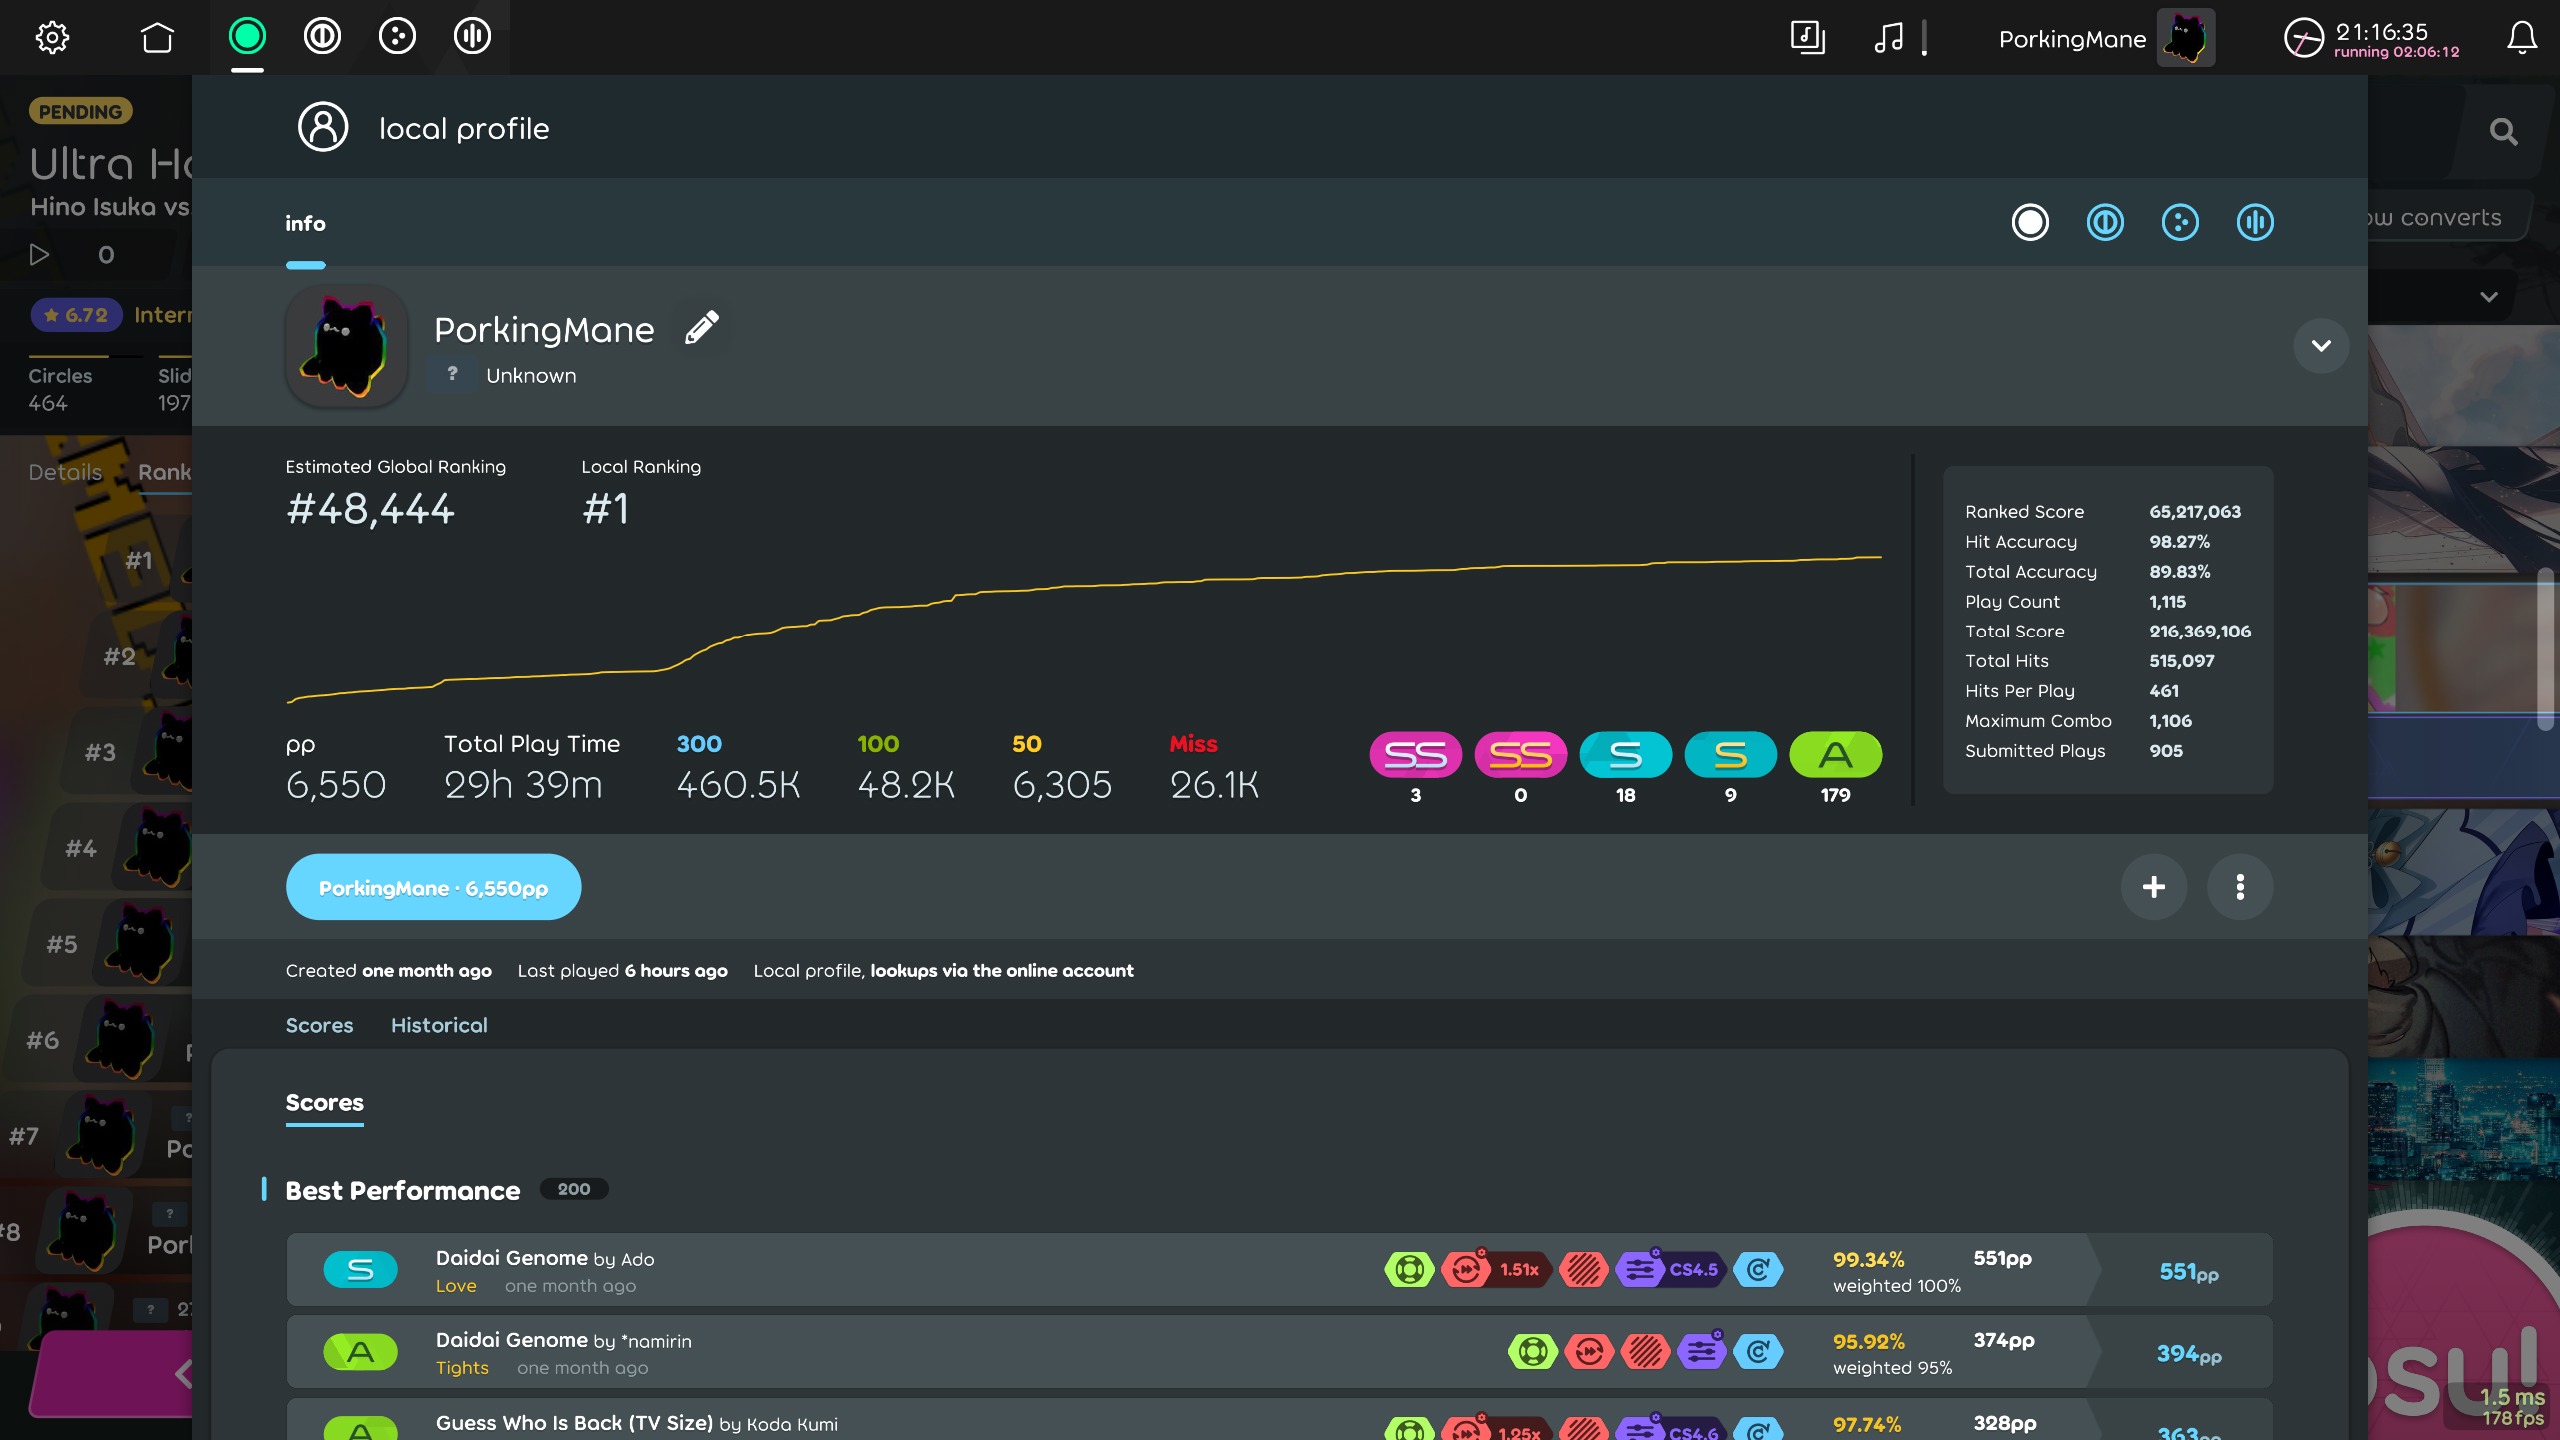 PorkingMane
21:16:35
running 02:06:12
PENDING
local profile
Ultra
Hino Isuka vs.
info
ow converts
0
PorkingMane
6.72
? Unknown
Circles
464
197
Estimated Global Ranking
Local Ranking
#48,444
#1
Details
Rank
Ranked Score 65,217,063
Hit Accuracy 98.27%
Total Accuracy 89.83%
Play Count 1,115
Total Score 216,369,106
Total Hits 515,097
Hits Per Play 461
Maximum Combo 1,106
Submitted Plays 905
#1
#2
#3
#4
#5
#6
#7
#8
?
?
?
pp
6,550
Total Play Time
29h 39m
300
460.5K
100
48.2K
50
6,305
Miss
26.1K
SS SS S S A
3 0 18 9 179
PorkingMane · 6,550pp
Created one month ago Last played 6 hours ago Local profile, lookups via the online account
Scores Historical
Scores
Best Performance 200
S
Daidai Genome by Ado
Love one month ago
1.51x
CS4.5
99.34% 551pp
weighted 100%
551pp
A
Daidai Genome by *namirin
Tights one month ago
95.92% 374pp
weighted 95%
394pp
A
Guess Who Is Back (TV Size) by Koda Kumi
1.25x
CS4.6
97.74% 328pp
363pp
osu!
1.5 ms
178fps